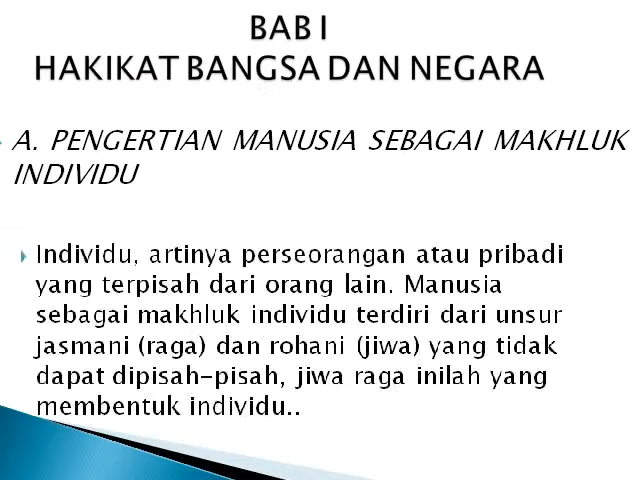 BAB I
HAKIKAT BANGSA DAN NEGARA
A. PENGERTIAN MANUSIA SEBAGAI MAKHLUK
INDIVIDU
Individu, artinya perseorangan atau pribadi
yang terpisah dari orang lain. Manusia
sebagai makhluk individu terdiri dari unsur
jasmani (raga) dan rohani (jiwa) yang tidak
dapat dipisah-pisah, jiwa raga inilah yang
membentuk individu..